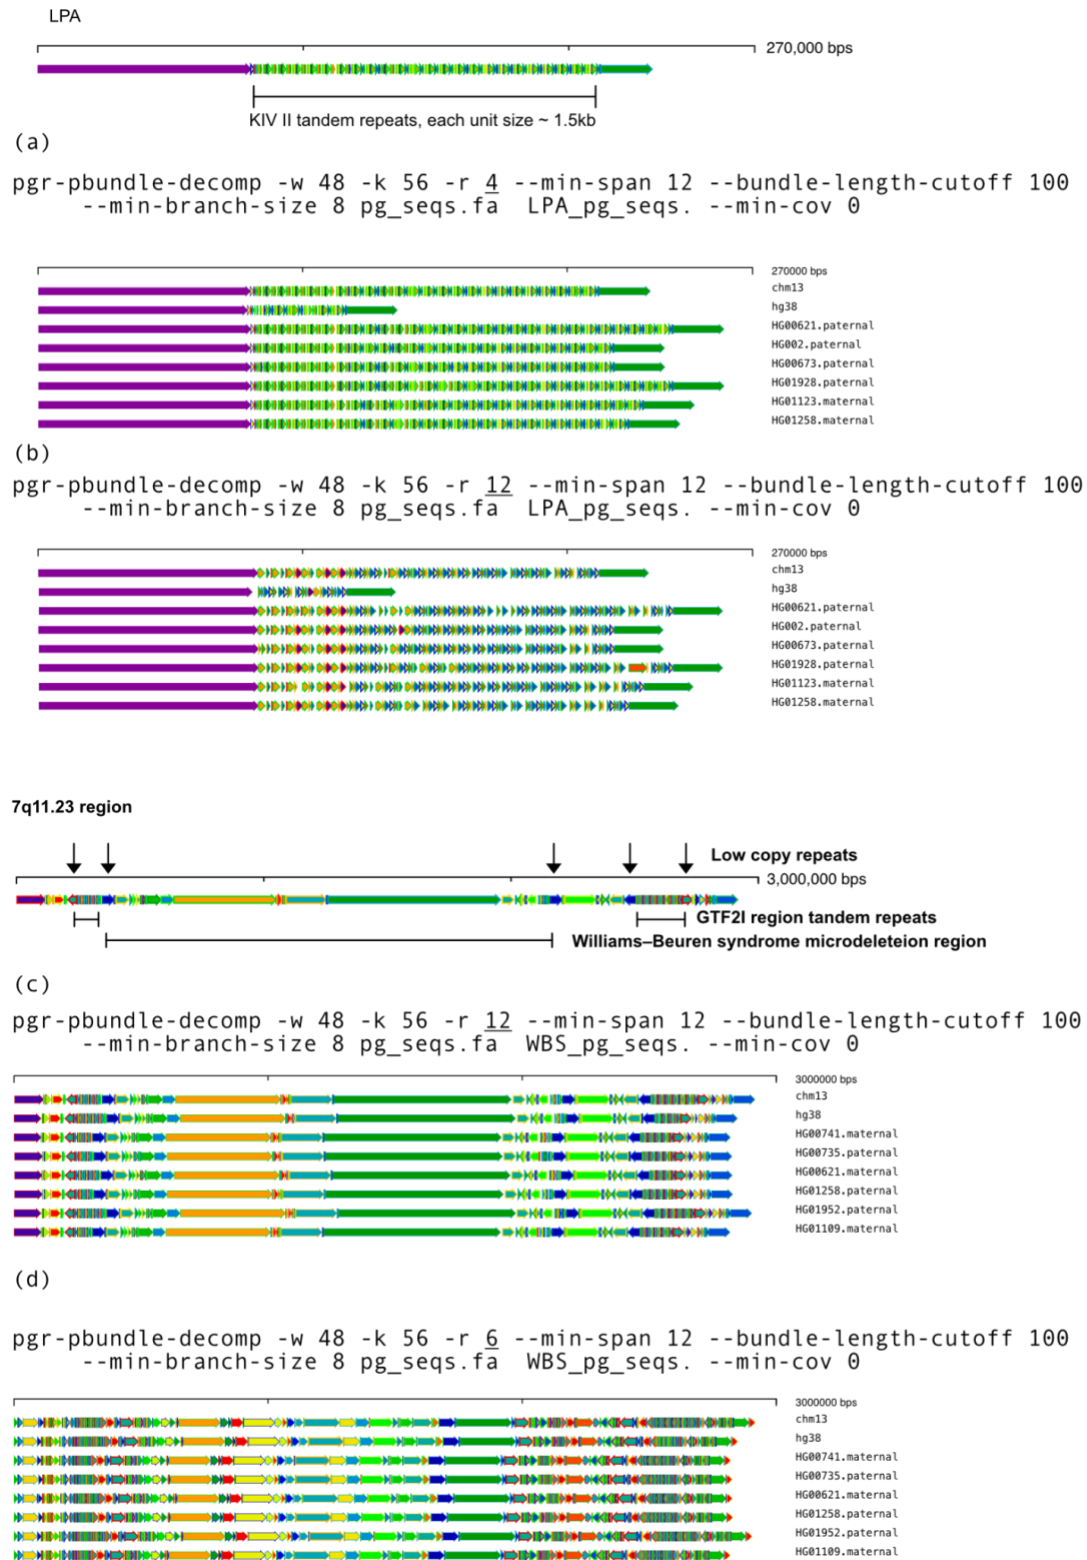 LPA
270,000 bps
KIV II tandem repeats, each unit size ~ 1.5kb
(a)
pgr-pbundle-decomp -w 48 -k 56 -r 4 --min-span 12 --bundle-length-cutoff 100
--min-branch-size 8 pg_seqs.fa LPA_pg_seqs. --min-cov 0
270000 bps
chm13
hg38
HG00621.paternal
HG002.paternal
HG00673.paternal
HG01928.paternal
HG01123.maternal
HG01258.maternal
(b)
pgr-pbundle-decomp -w 48 -k 56 -r 12 --min-span 12 --bundle-length-cutoff 100
--min-branch-size 8 pg_seqs.fa LPA_pg_seqs. --min-cov 0
270000 bps
chm13
hg38
HG00621.paternal
HG002.paternal
HG00673.paternal
HG01928.paternal
HG01123.maternal
HG01258.maternal
7q11.23 region
Low copy repeats
3,000,000 bps
GTF2I region tandem repeats
Williams–Beuren syndrome microdeleteion region
(c)
pgr-pbundle-decomp -w 48 -k 56 -r 12 --min-span 12 --bundle-length-cutoff 100
--min-branch-size 8 pg_seqs.fa WBS_pg_seqs. --min-cov 0
3000000 bps
chm13
hg38
HG00741.maternal
HG00735.paternal
HG00621.paternal
HG01258.paternal
HG01952.paternal
HG01109.maternal
(d)
pgr-pbundle-decomp -w 48 -k 56 -r 6 --min-span 12 --bundle-length-cutoff 100
--min-branch-size 8 pg_seqs.fa WBS_pg_seqs. --min-cov 0
3000000 bps
chm13
hg38
HG00741.maternal
HG00735.paternal
HG00621.paternal
HG01258.paternal
HG01952.paternal
HG01109.maternal